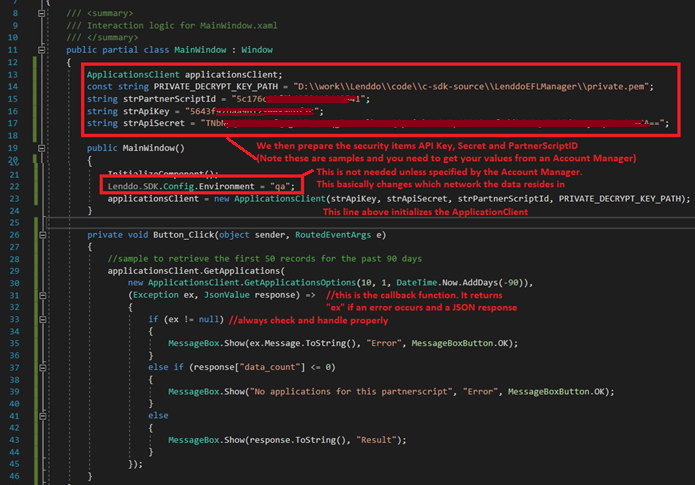 7 {
8 /// <summary>
9 /// Interaction logic for MainWindow.xaml
10 /// </summary>
11 public partial class MainWindow : Window
12 {
13 ApplicationsClient applicationsClient;
14 const string PRIVATE_DECRYPT_KEY_PATH = "D:\\work\\Lenddo\\code\\c-sdk-source\\LenddoEFLManager\\private.pem";
15 string strPartnerScriptId = "5c176c 1";
16 string strApiKey = "5643f ";
17 string strApiSecret = "TNb ==";
18 We then prepare the security items API Key, Secret and PartnerScriptID
19 public MainWindow() (Note these are samples and you need to get your values from an Account Manager)
20 {
21 InitializeComponent(); This is not needed unless specified by the Account Manager.
22 Lenddo.SDK.Config.Environment = "qa"; This basically changes which network the data resides in
23 applicationsClient = new ApplicationsClient(strApiKey, strApiSecret, strPartnerScriptId, PRIVATE_DECRYPT_KEY_PATH);
24 } This line above initializes the ApplicationClient
25
26 private void Button_Click(object sender, RoutedEventArgs e)
27 {
28 //sample to retrieve the first 50 records for the past 90 days
29 applicationsClient.GetApplications(
30 new ApplicationsClient.GetApplicationsOptions(10, 1, DateTime.Now.AddDays(-90)),
31 (Exception ex, JsonValue response) => //this is the callback function. It returns
32 { "ex" if an error occurs and a JSON response
33 if (ex != null) //always check and handle properly
34 {
35 MessageBox.Show(ex.Message.ToString(), "Error", MessageBoxButton.OK);
36 }
37 else if (response["data_count"] <= 0)
38 {
39 MessageBox.Show("No applications for this partnerscript", "Error", MessageBoxButton.OK);
40 }
41 else
42 {
43 MessageBox.Show(response.ToString(), "Result");
44 }
45 });
46 }